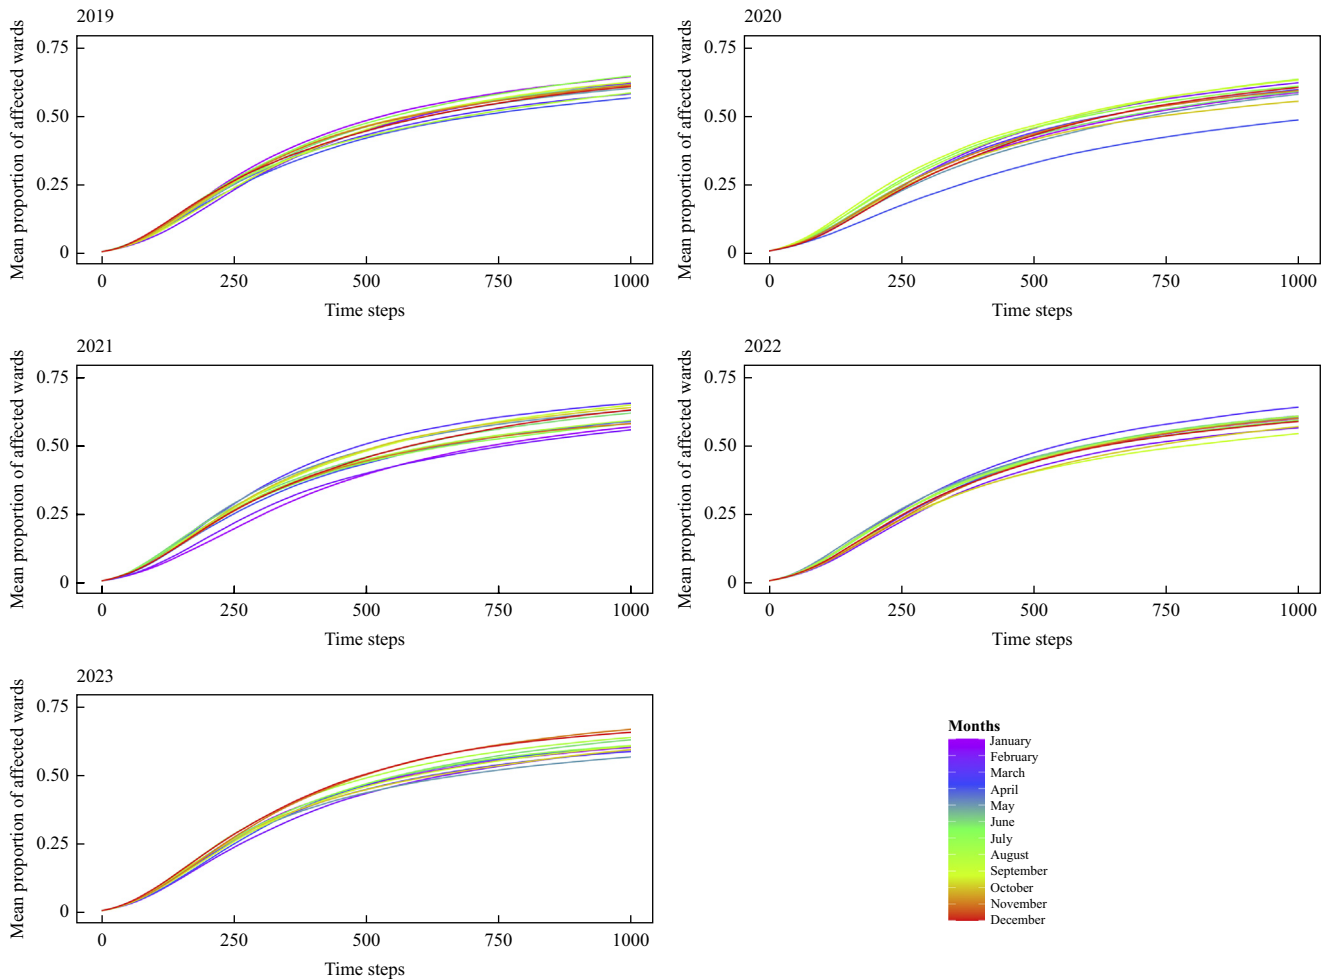 2019
Mean proportion of affected wards
0.75
0.50
0.25
0
0 250 500 750 1000
Time steps
2020
Mean proportion of affected wards
0.75
0.50
0.25
0
0 250 500 750 1000
Time steps
2021
Mean proportion of affected wards
0.75
0.50
0.25
0
0 250 500 750 1000
Time steps
2022
Mean proportion of affected wards
0.75
0.50
0.25
0
0 250 500 750 1000
Time steps
2023
Mean proportion of affected wards
0.75
0.50
0.25
0
0 250 500 750 1000
Time steps
Months
January
February
March
April
May
June
July
August
September
October
November
December